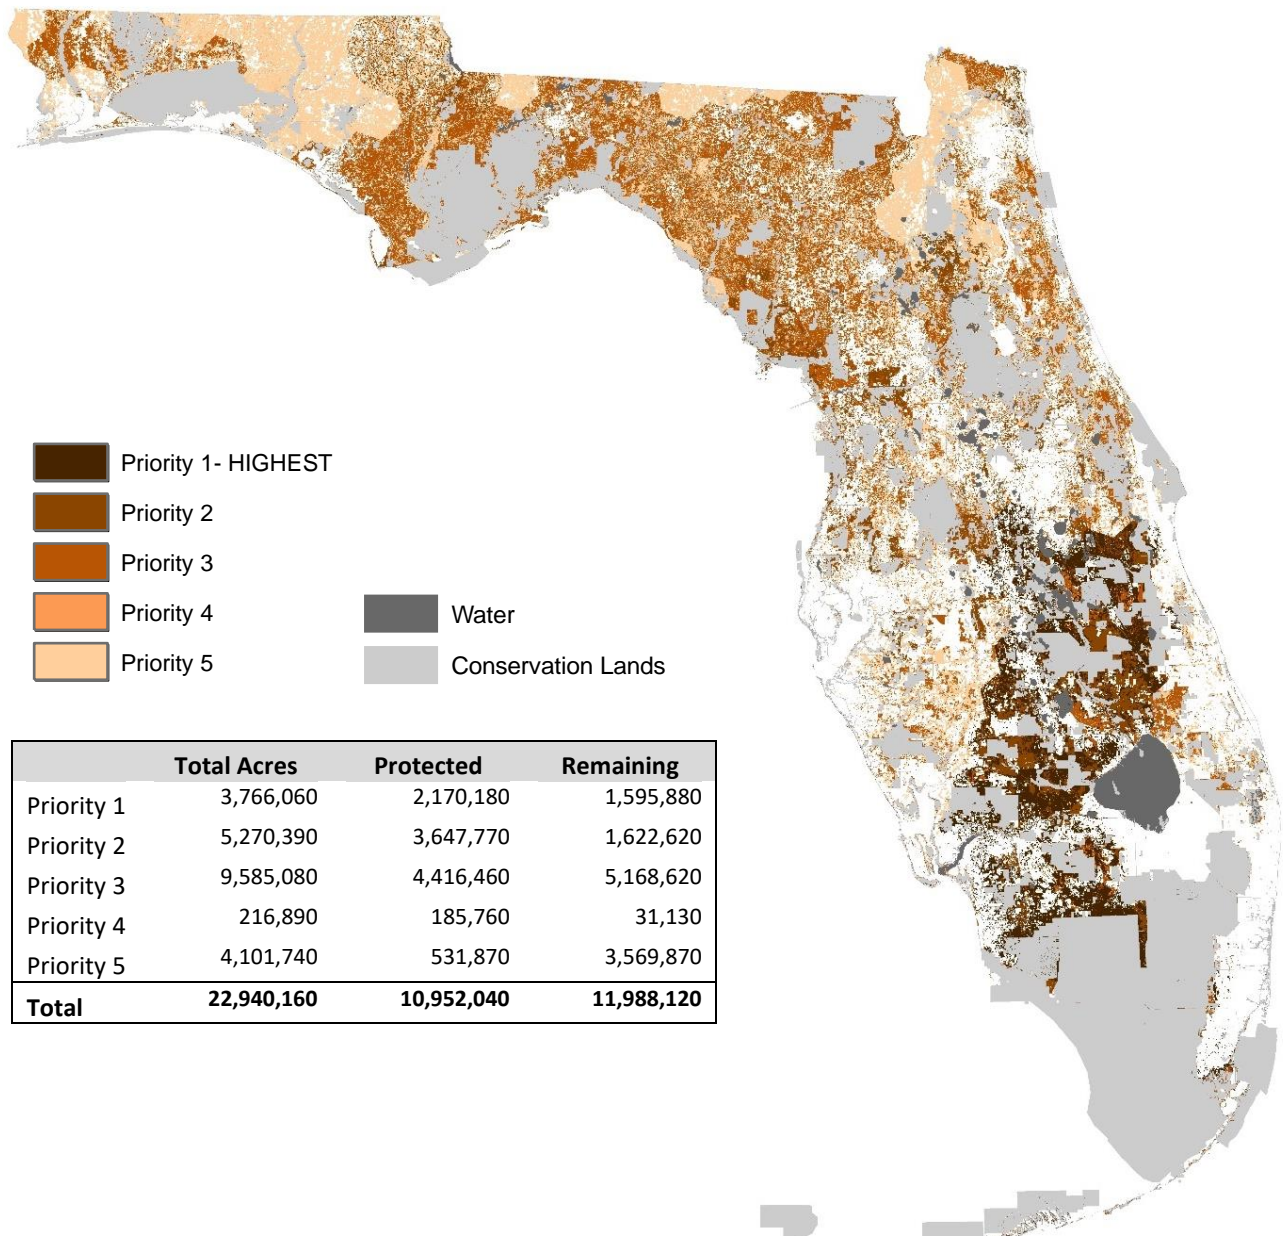 Priority 1- HIGHEST
Priority 2
Priority 3
Priority 4
Priority 5
Water
Conservation Lands
Total Acres Protected Remaining
Priority 1 3,766,060 2,170,180 1,595,880
Priority 2 5,270,390 3,647,770 1,622,620
Priority 3 9,585,080 4,416,460 5,168,620
Priority 4 216,890 185,760 31,130
Priority 5 4,101,740 531,870 3,569,870
Total 22,940,160 10,952,040 11,988,120